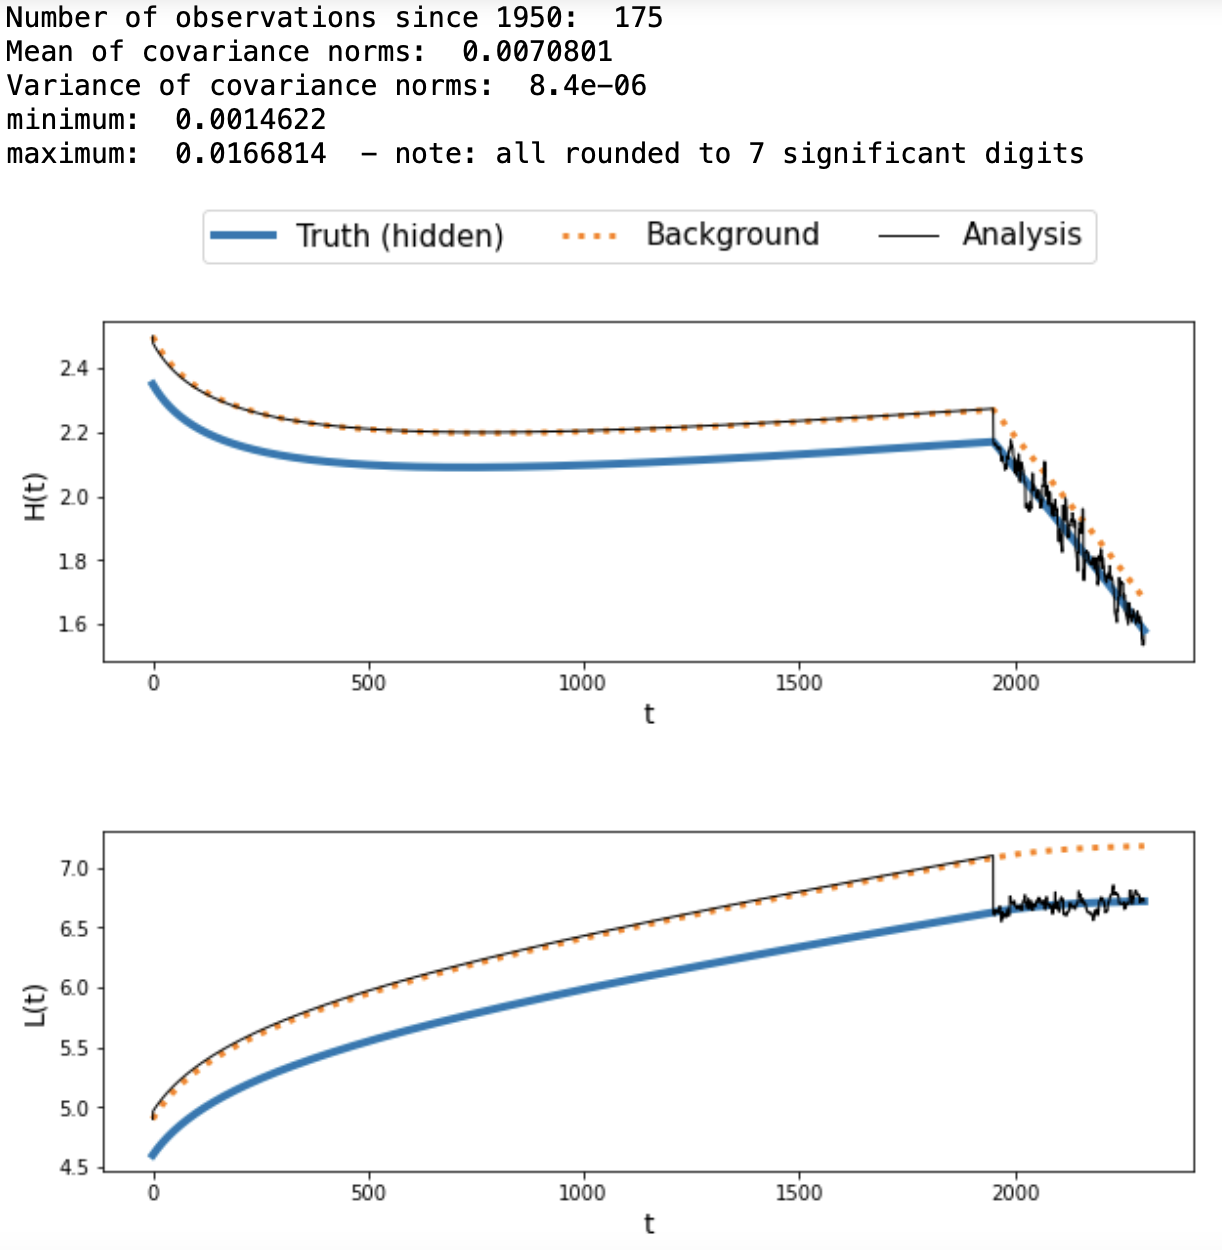 Number of observations since 1950:  175
Mean of covariance norms:  0.0070801
Variance of covariance norms:  8.4e-06
minimum:  0.0014622
maximum:  0.0166814  - note: all rounded to 7 significant digits
Truth (hidden) Background Analysis
2.4
2.2
2.0
1.8
1.6
H(t)
0 500 1000 1500 2000
t
7.0
6.5
6.0
5.5
5.0
4.5
L(t)
0 500 1000 1500 2000
t